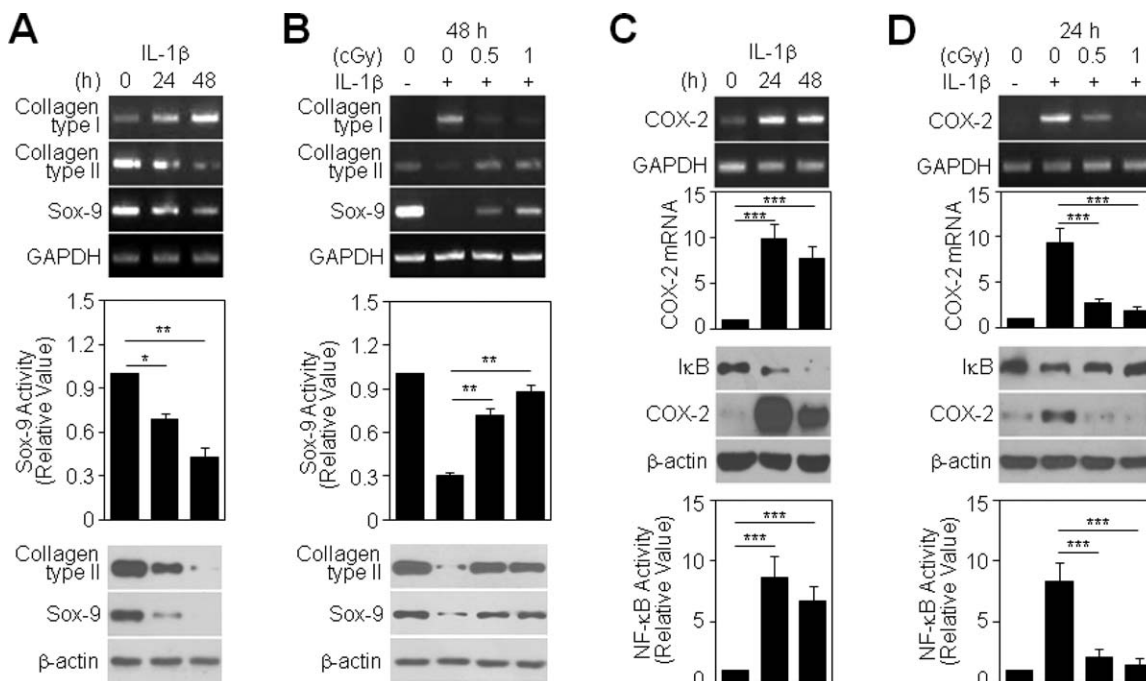 A
IL-1β
(h) 0 24 48
Collagen
type I
Collagen
type II
Sox-9
GAPDH
1.5
1.2
0.9
0.6
0.3
0
Sox-9 Activity
(Relative Value)
**
*
Collagen
type II
Sox-9
β-actin
B
48 h
(cGy) 0 0 0.5 1
IL-1β - + + +
Collagen
type I
Collagen
type II
Sox-9
GAPDH
1.5
1.2
0.9
0.6
0.3
0
Sox-9 Activity
(Relative Value)
**
**
Collagen
type II
Sox-9
β-actin
C
IL-1β
(h) 0 24 48
COX-2
GAPDH
15
10
5
0
COX-2 mRNA
***
***
IκB
COX-2
β-actin
15
10
5
0
NF-κB Activity
(Relative Value)
***
***
D
24 h
(cGy) 0 0 0.5 1
IL-1β - + + +
COX-2
GAPDH
15
10
5
0
COX-2 mRNA
***
***
IκB
COX-2
β-actin
15
10
5
0
NF-κB Activity
(Relative Value)
***
***